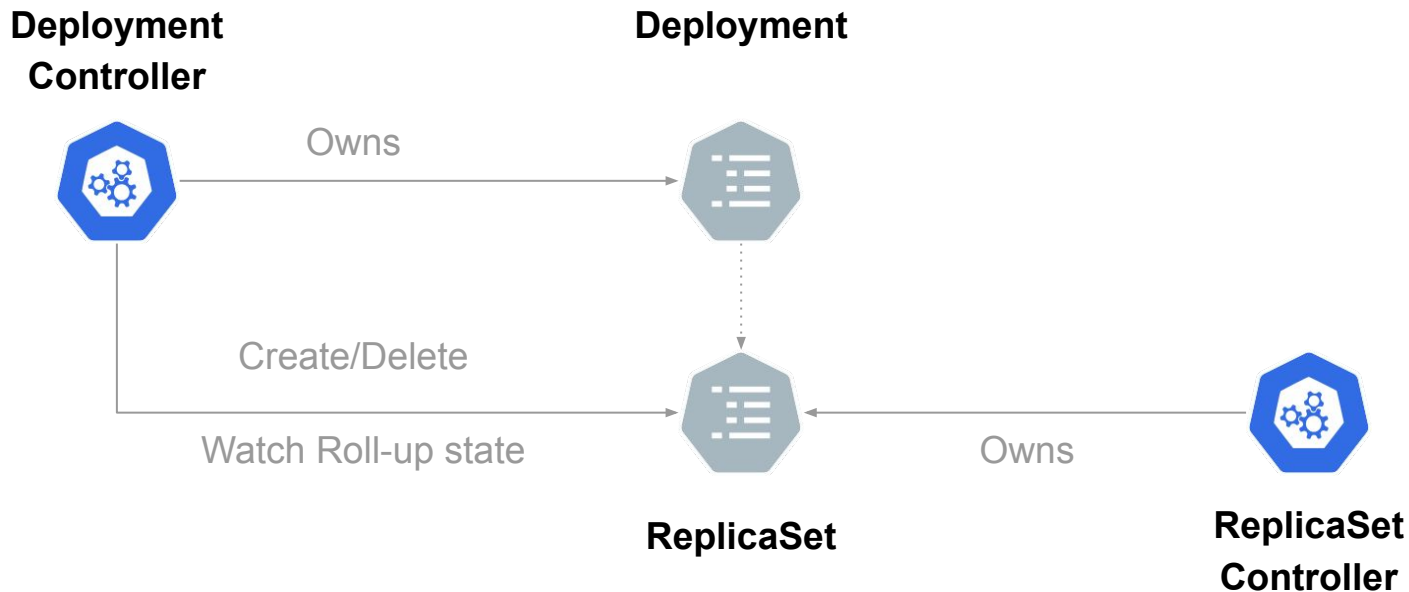 Deployment
Controller
Deployment
Owns
Create/Delete
Watch Roll-up state
Owns
ReplicaSet
ReplicaSet
Controller